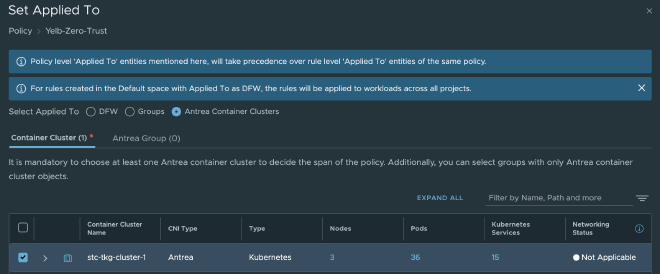 Set Applied To
Policy > Yelb-Zero-Trust
Policy level 'Applied To' entities mentioned here, will take precedence over rule level 'Applied To' entities of the same policy.
For rules created in the Default space with Applied To as DFW, the rules will be applied to workloads across all projects.
Select Applied To DFW Groups Antrea Container Clusters
Container Cluster (1) * Antrea Group (0)
It is mandatory to choose at least one Antrea container cluster to decide the span of the policy. Additionally, you can select groups with only Antrea container
cluster objects.
EXPAND ALL Filter by Name, Path and more
Container Cluster Name CNI Type Type Nodes Pods Kubernetes Services Networking Status
stc-tkg-cluster-1 Antrea Kubernetes 3 36 15 Not Applicable